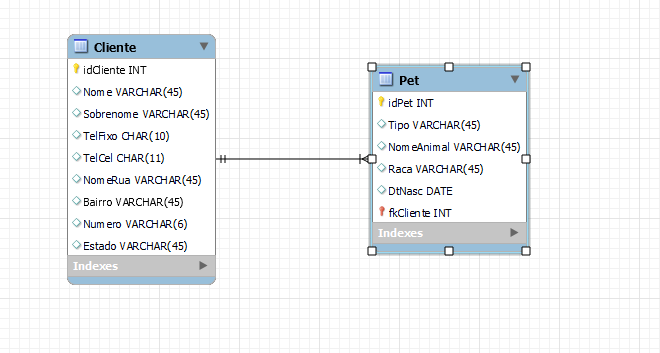 Cliente
idCliente INT
Nome VARCHAR(45)
Sobrenome VARCHAR(45)
TelFixo CHAR(10)
TelCel CHAR(11)
NomeRua VARCHAR(45)
Bairro VARCHAR(45)
Numero VARCHAR(6)
Estado VARCHAR(45)
Indexes
Pet
idPet INT
Tipo VARCHAR(45)
NomeAnimal VARCHAR(45)
Raca VARCHAR(45)
DtNasc DATE
fkCliente INT
Indexes